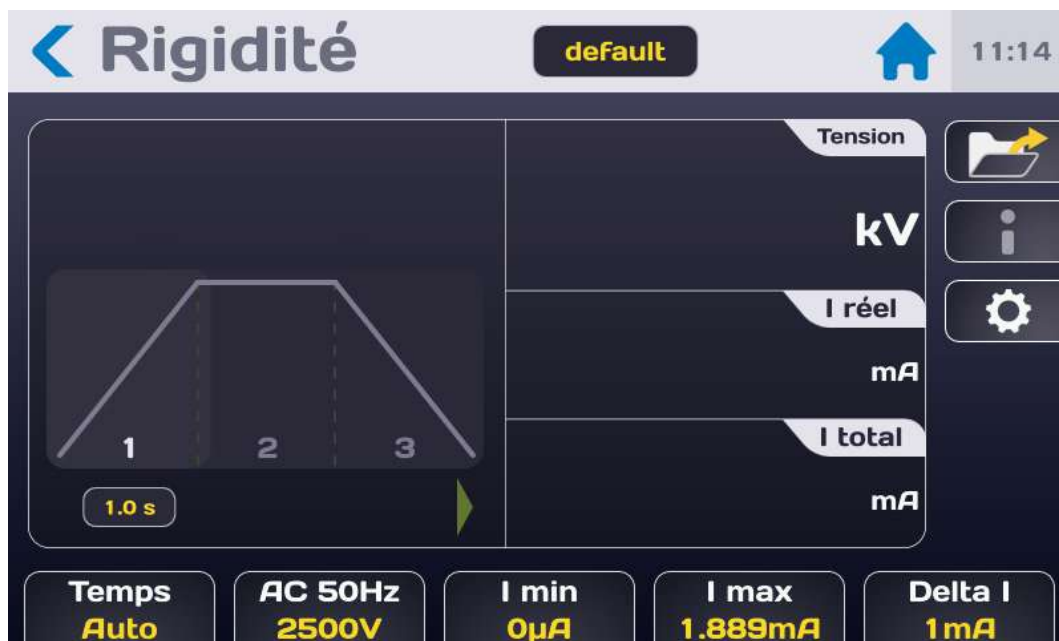 Rigidité
default
11:14
Tension
kV
I réel
mA
I total
mA
1 2 3
1.0 s
Temps
Auto
AC 50Hz
2500V
I min
0µA
I max
1.889mA
Delta I
1mA